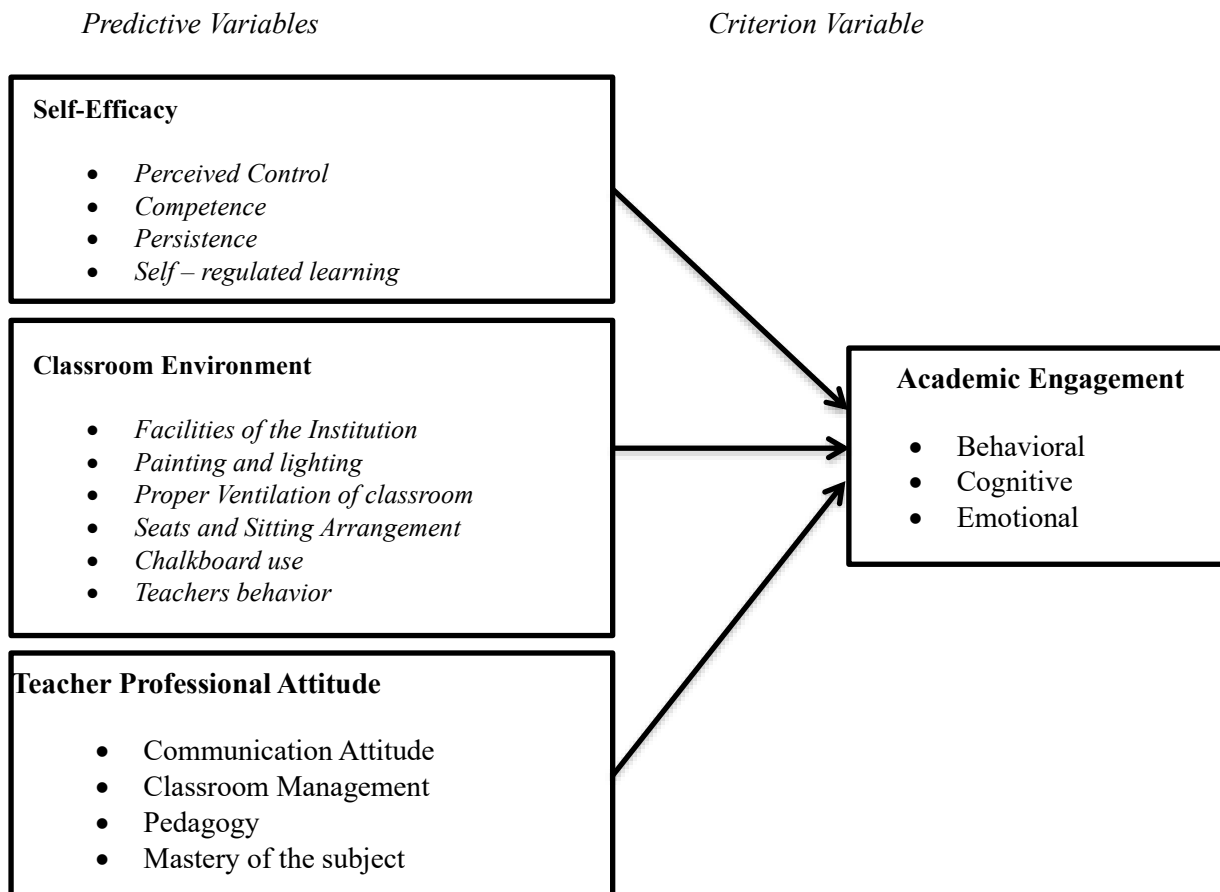 Predictive Variables
Criterion Variable
Self-Efficacy
• Perceived Control
• Competence
• Persistence
• Self – regulated learning
Classroom Environment
• Facilities of the Institution
• Painting and lighting
• Proper Ventilation of classroom
• Seats and Sitting Arrangement
• Chalkboard use
• Teachers behavior
Teacher Professional Attitude
• Communication Attitude
• Classroom Management
• Pedagogy
• Mastery of the subject
Academic Engagement
• Behavioral
• Cognitive
• Emotional